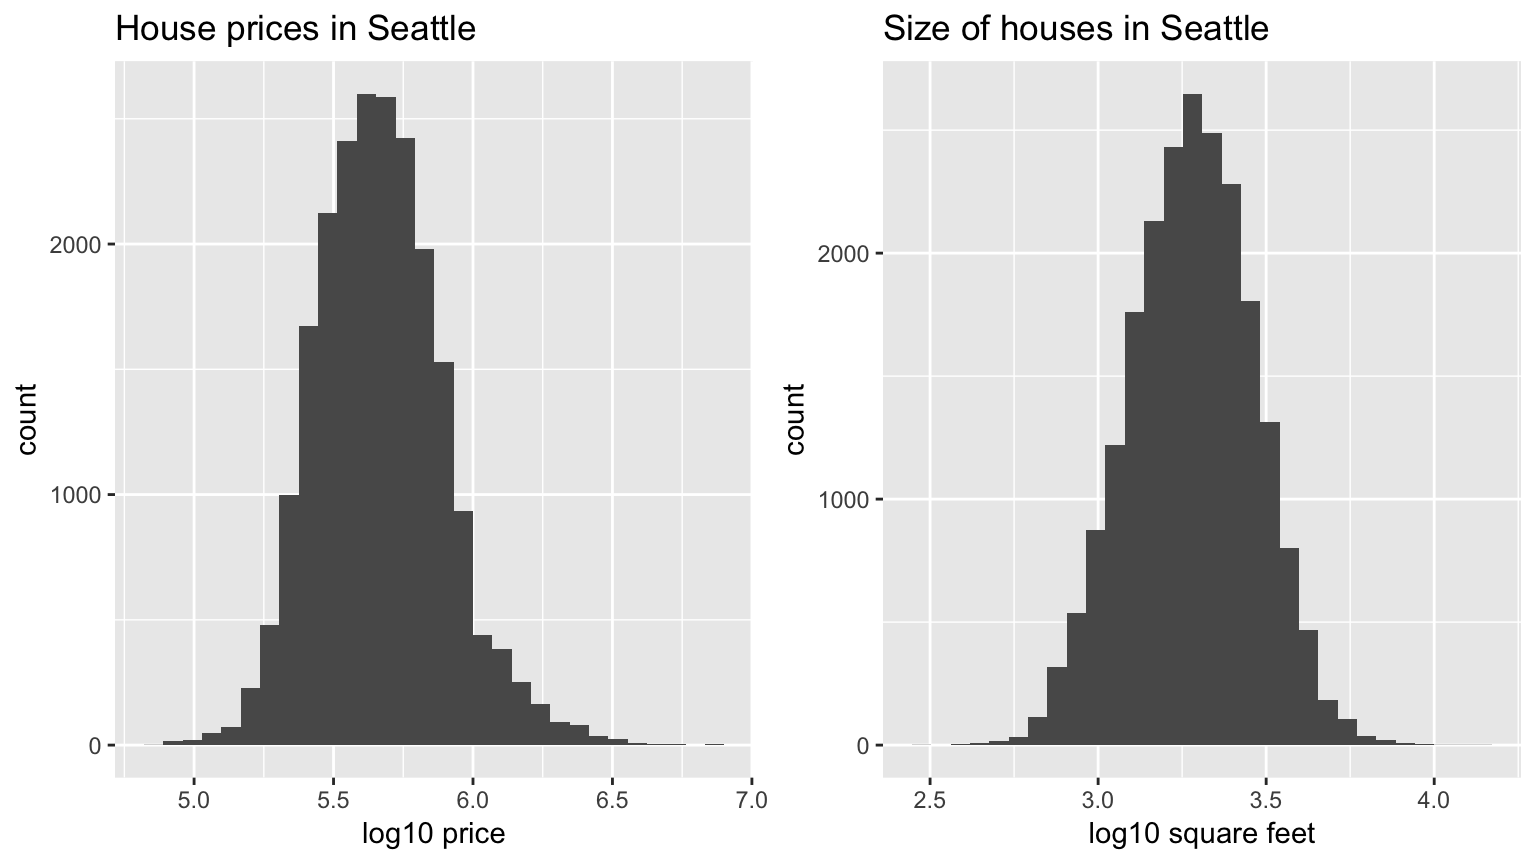 House prices in Seattle
count
2000
1000
0
5.0 5.5 6.0 6.5 7.0
log10 price
Size of houses in Seattle
count
2000
1000
0
2.5 3.0 3.5 4.0
log10 square feet